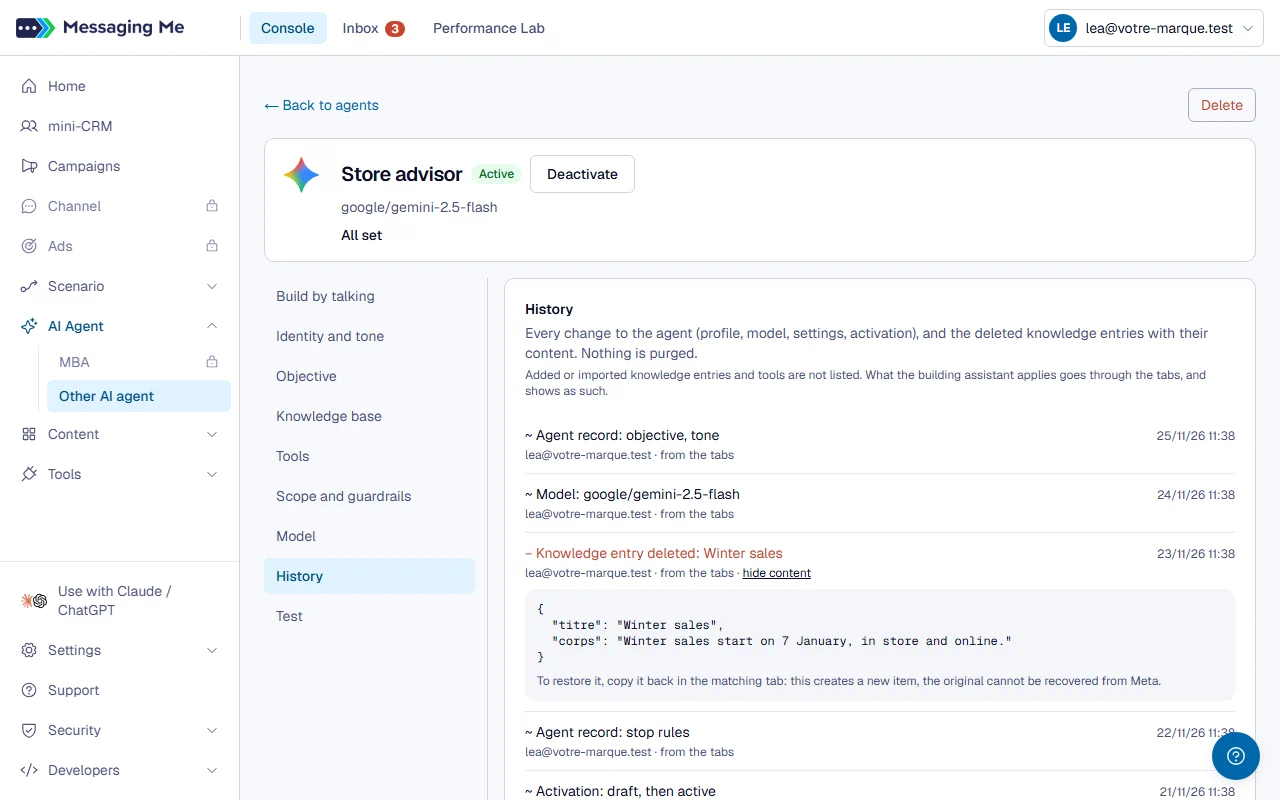 Messaging Me
Console
Inbox 3
Performance Lab
LE lea@votre-marque.test
Home
mini-CRM
Campaigns
Channel
Ads
Scenario
AI Agent
MBA
Other AI agent
Content
Tools
Use with Claude /
ChatGPT
Settings
Support
Security
Developers
← Back to agents
Delete
Store advisor Active Deactivate
google/gemini-2.5-flash
All set
Build by talking
Identity and tone
Objective
Knowledge base
Tools
Scope and guardrails
Model
History
Test
History
Every change to the agent (profile, model, settings, activation), and the deleted knowledge entries with their
content. Nothing is purged.
Added or imported knowledge entries and tools are not listed. What the building assistant applies goes through the tabs, and
shows as such.
~ Agent record: objective, tone 25/11/26 11:38
lea@votre-marque.test · from the tabs
~ Model: google/gemini-2.5-flash 24/11/26 11:38
lea@votre-marque.test · from the tabs
− Knowledge entry deleted: Winter sales 23/11/26 11:38
lea@votre-marque.test · from the tabs · hide content
{
"titre": "Winter sales",
"corps": "Winter sales start on 7 January, in store and online."
}
To restore it, copy it back in the matching tab: this creates a new item, the original cannot be recovered from Meta.
~ Agent record: stop rules 22/11/26 11:38
lea@votre-marque.test · from the tabs
~ Activation: draft, then active 21/11/26 11:38